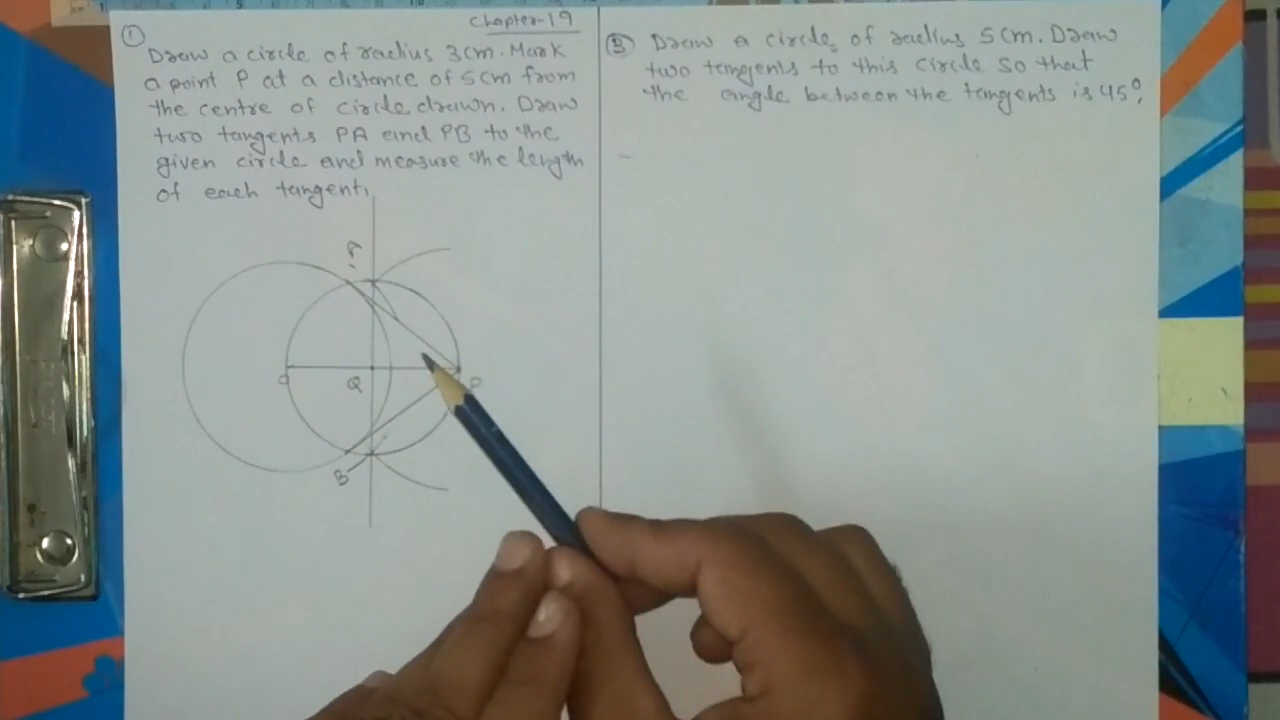 Chapter-19
①
Draw a circle of radius 3cm. Mark
a point P at a distance of 5cm from
the centre of circle drawn. Draw
two tangents PA and PB to the
given circle and measure the length
of each tangent.
A
O
Q
P
B
③ Draw a circle of radius 5cm. Draw
two tangents to this circle so that
the angle between the tangents is 45°.